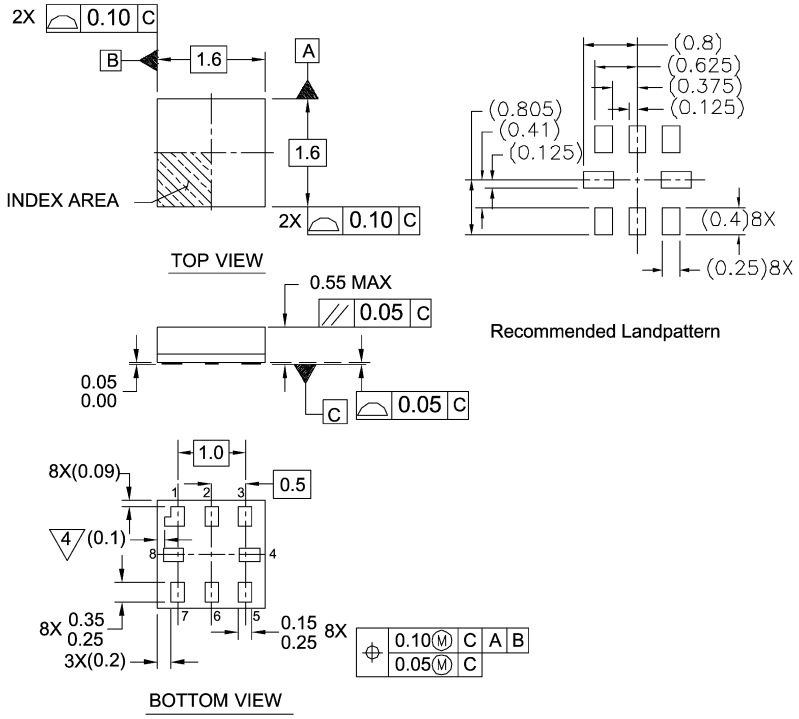 2X 0.10 C
B
1.6
A
1.6
INDEX AREA
2X 0.10 C
TOP VIEW
(0.8)
(0.625)
(0.375)
(0.125)
(0.805)
(0.41)
(0.125)
(0.4)8X
(0.25)8X
Recommended Landpattern
0.55 MAX
// 0.05 C
0.05
0.00
C
0.05 C
1.0
8X(0.09)
0.5
1 2 3
4 (0.1)
8 4
7 6 5
8X 0.35
0.25
3X(0.2)
0.15
0.25 8X
0.10 M C A B
0.05 M C
BOTTOM VIEW